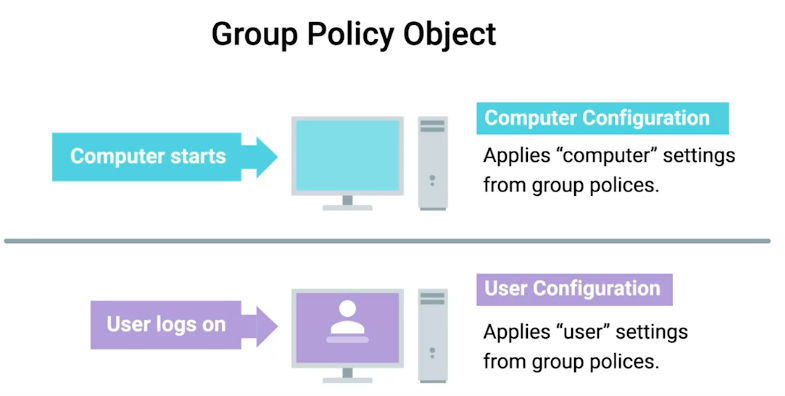 Group Policy Object
Computer starts
Computer Configuration
Applies “computer” settings
from group polices.
User logs on
User Configuration
Applies “user” settings
from group polices.